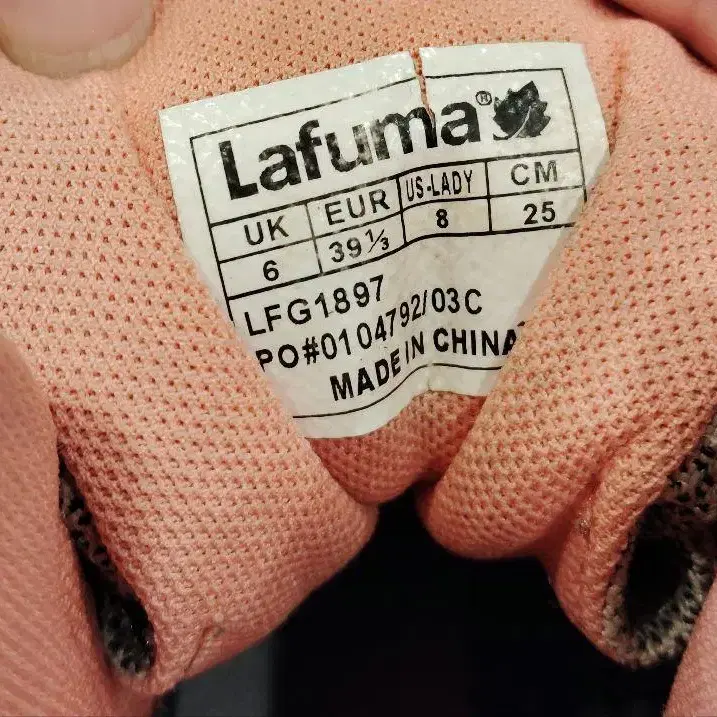 Lafuma®
UK EUR US-LADY CM
6 39⅓ 8 25
LFG1897
PO#0104792/03C
MADE IN CHINA